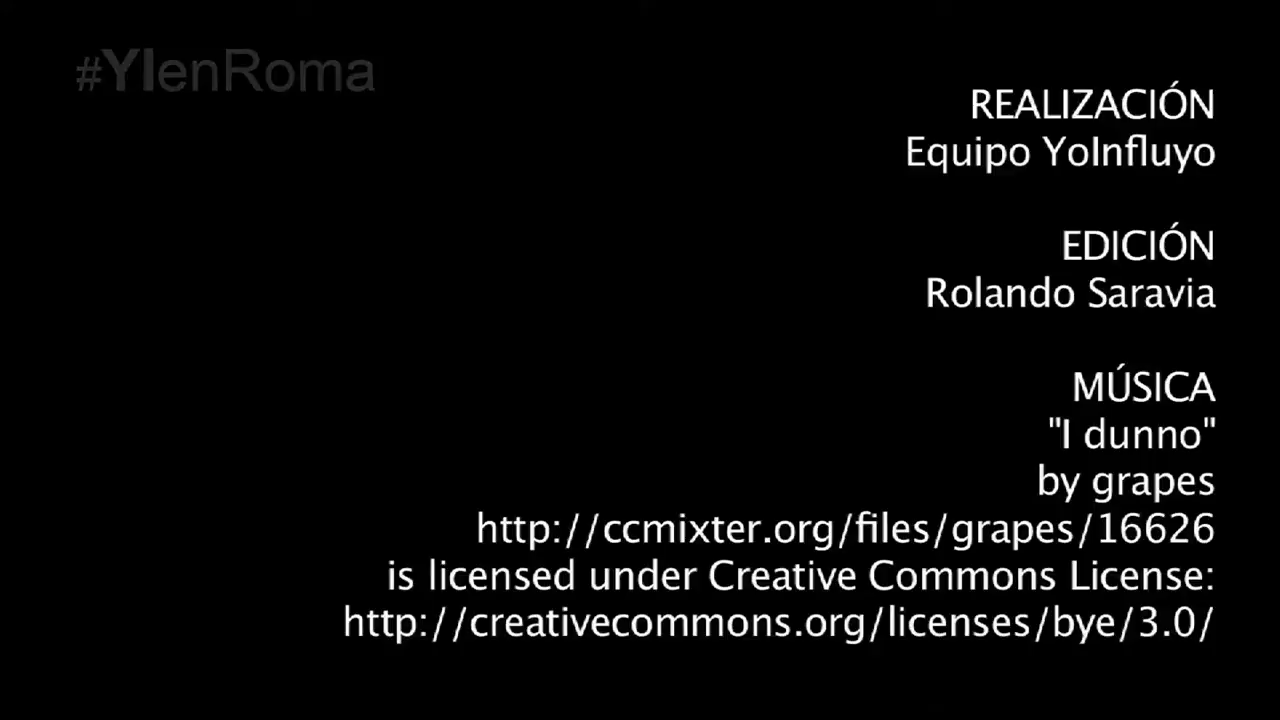 #YIenRoma
REALIZACIÓN
Equipo YoInfluyo
EDICIÓN
Rolando Saravia
MÚSICA
"I dunno"
by grapes
http://ccmixter.org/files/grapes/16626
is licensed under Creative Commons License:
http://creativecommons.org/licenses/bye/3.0/